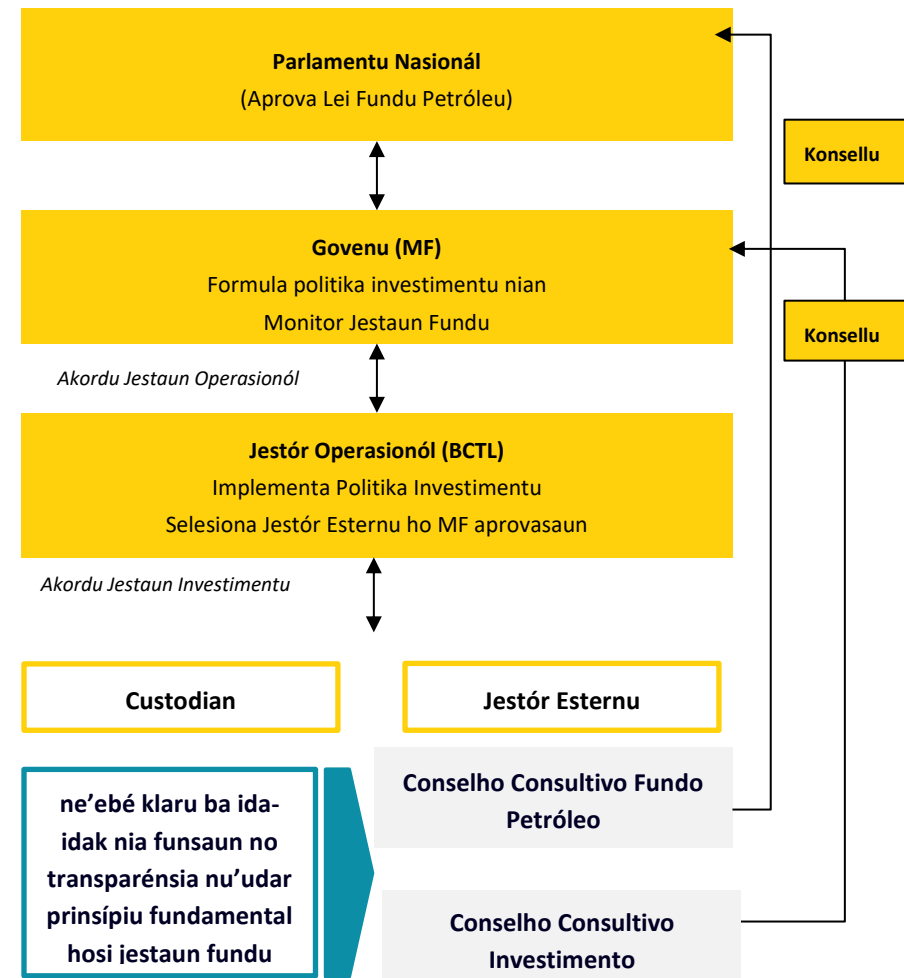 Parlamentu Nasionál
(Aprova Lei Fundu Petróleu)
Konsellu
Govenu (MF)
Formula politika investimentu nian
Monitor Jestaun Fundu
Konsellu
Akordu Jestaun Operasionól
Jestór Operasionól (BCTL)
Implementa Politika Investimentu
Selesiona Jestór Esternu ho MF aprovasaun
Akordu Jestaun Investimentu
Custodian
Jestór Esternu
ne'ebé klaru ba ida-
idak nia funsaun no
transparénsia nu'udar
prinsípiu fundamental
hosi jestaun fundu
Conselho Consultivo Fundo
Petróleo
Conselho Consultivo
Investimento